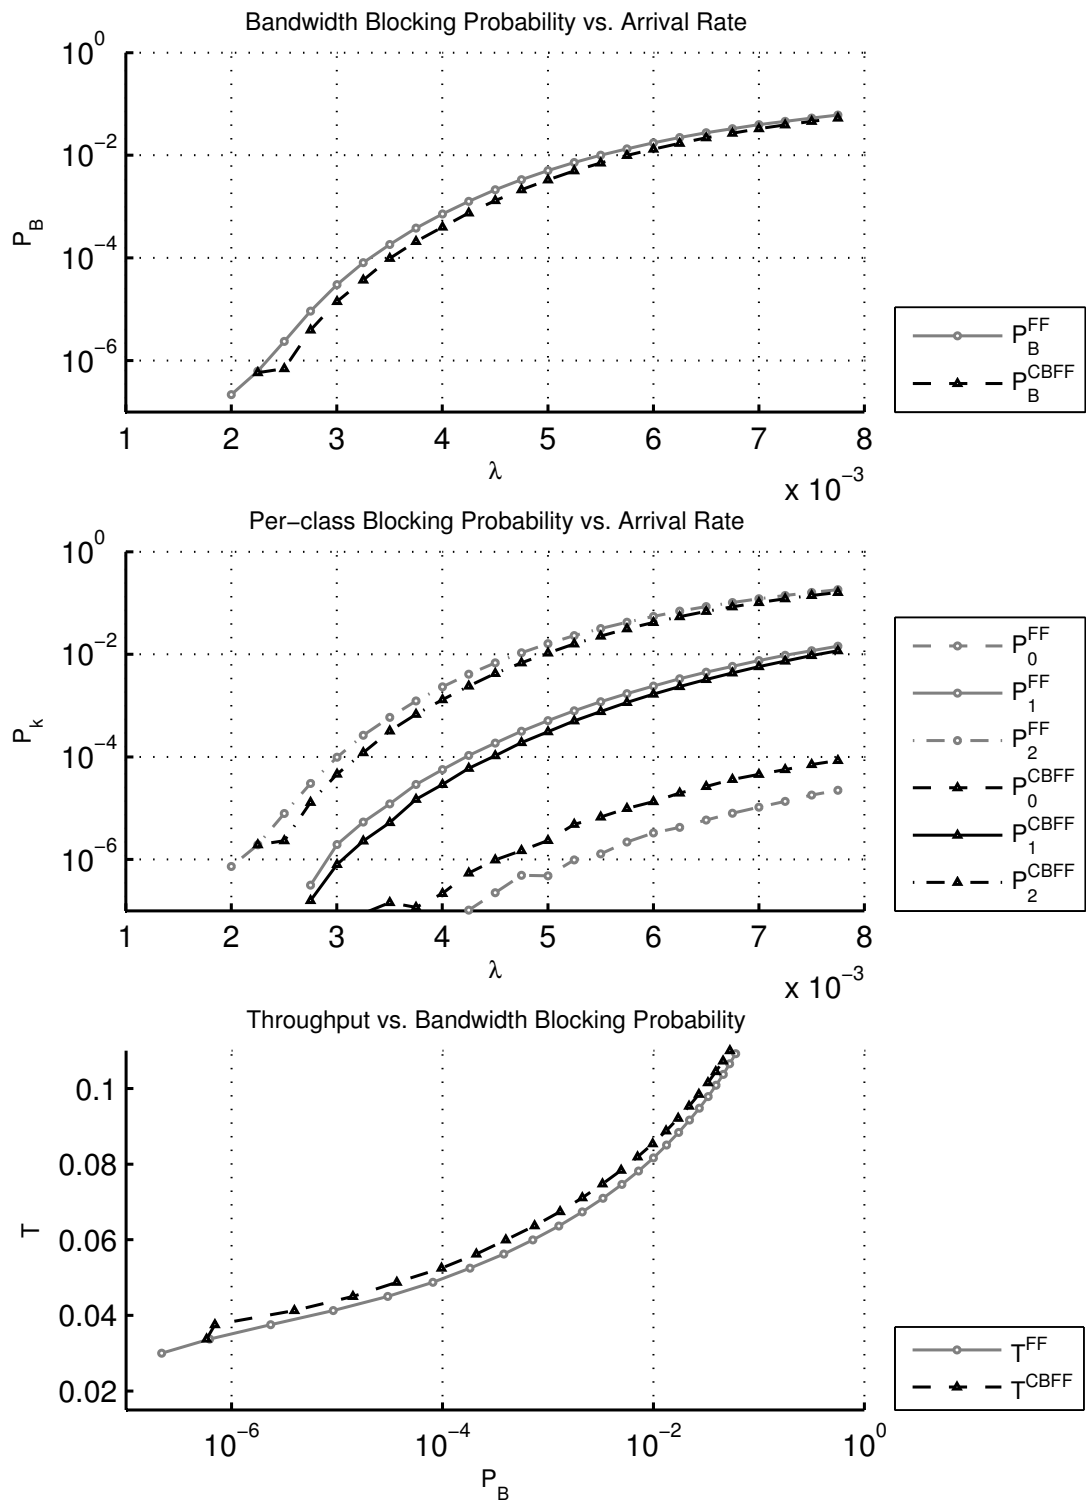 Bandwidth Blocking Probability vs. Arrival Rate
10^0
10^−2
10^−4
10^−6
P_B
1 2 3 4 5 6 7 8
λ
x 10^−3
P_B^FF
P_B^CBFF
Per−class Blocking Probability vs. Arrival Rate
10^0
10^−2
10^−4
10^−6
P_k
1 2 3 4 5 6 7 8
λ
x 10^−3
P_0^FF
P_1^FF
P_2^FF
P_0^CBFF
P_1^CBFF
P_2^CBFF
Throughput vs. Bandwidth Blocking Probability
0.1
0.08
0.06
0.04
0.02
T
10^−6 10^−4 10^−2 10^0
P_B
T^FF
T^CBFF